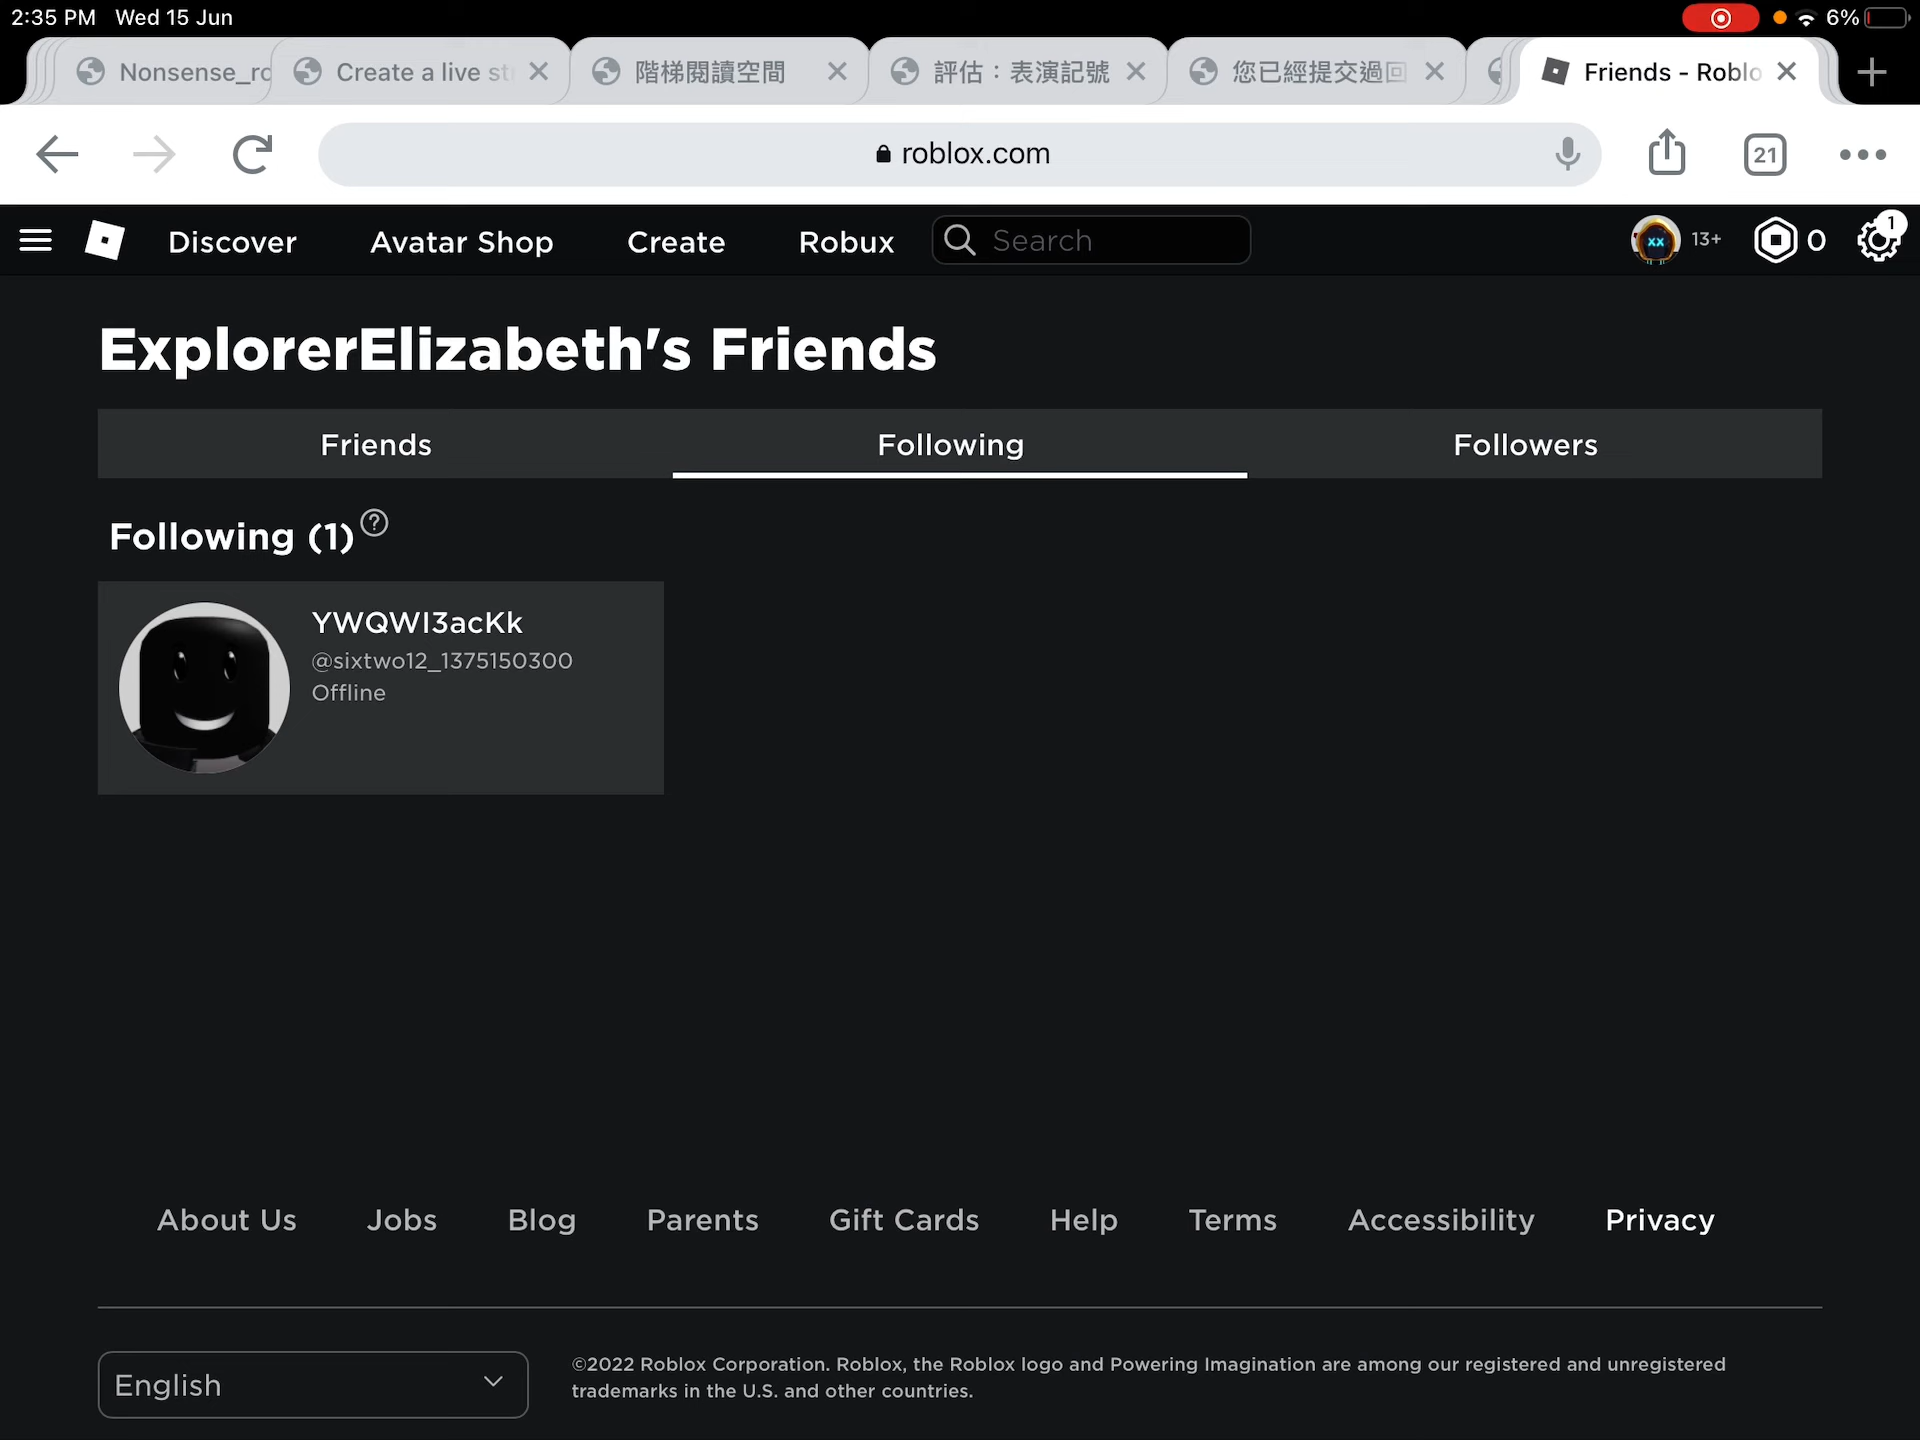 2:35 PM Wed 15 Jun
6%
Nonsense_ro
Create a live st
階梯閱讀空間
評估：表演記號
您已經提交過回
Friends - Roblo
roblox.com
21
Discover
Avatar Shop
Create
Robux
Search
13+
0
1
ExplorerElizabeth's Friends
Friends
Following
Followers
Following (1)
?
YWQWI3acKk
@sixtwo12_1375150300
Offline
About Us
Jobs
Blog
Parents
Gift Cards
Help
Terms
Accessibility
Privacy
English
©2022 Roblox Corporation. Roblox, the Roblox logo and Powering Imagination are among our registered and unregistered
trademarks in the U.S. and other countries.